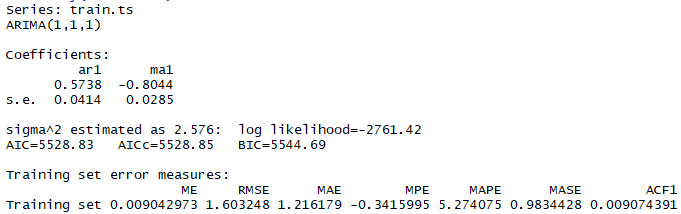 Series: train.ts
ARIMA(1,1,1)
Coefficients:
ar1 ma1
0.5738 -0.8044
s.e. 0.0414 0.0285
sigma^2 estimated as 2.576: log likelihood=-2761.42
AIC=5528.83 AICc=5528.85 BIC=5544.69
Training set error measures:
ME RMSE MAE MPE MAPE MASE ACF1
Training set 0.009042973 1.603248 1.216179 -0.3415995 5.274075 0.9834428 0.009074391